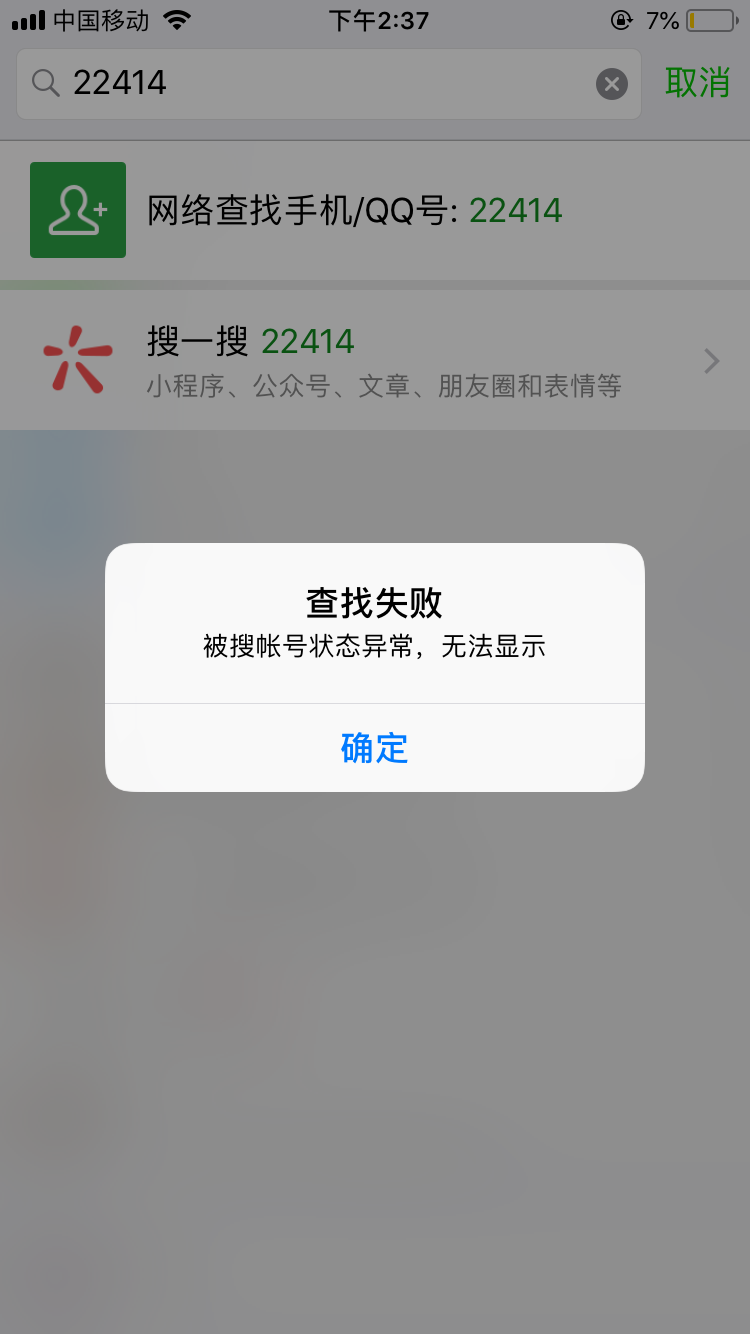 中国移动 下午2:37 7%
22414 取消
网络查找手机/QQ号: 22414
搜一搜 22414
小程序、公众号、文章、朋友圈和表情等
查找失败
被搜帐号状态异常，无法显示
确定